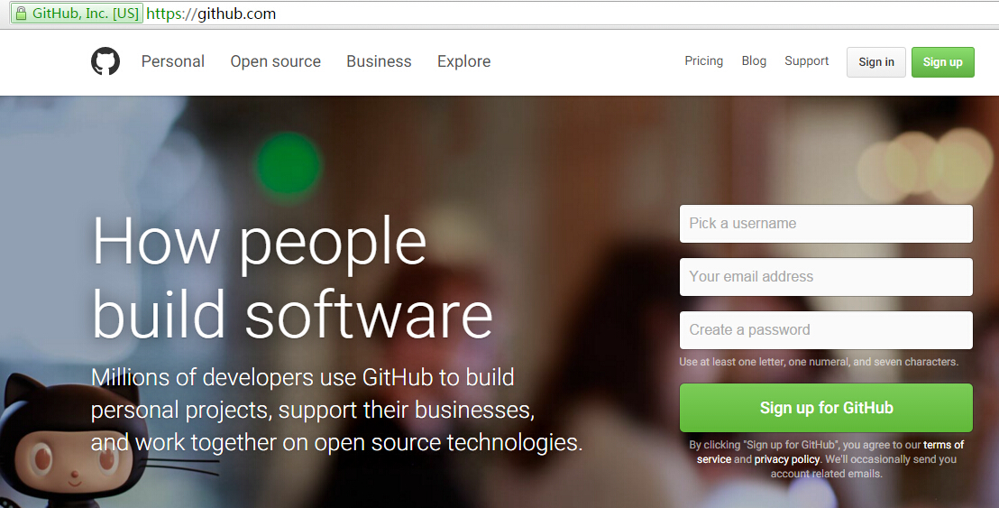 GitHub, Inc. [US] https://github.com
Personal Open source Business Explore Pricing Blog Support Sign in Sign up
How people
build software
Millions of developers use GitHub to build
personal projects, support their businesses,
and work together on open source technologies.
Pick a username
Your email address
Create a password
Use at least one letter, one numeral, and seven characters.
Sign up for GitHub
By clicking "Sign up for GitHub", you agree to our terms of
service and privacy policy. We'll occasionally send you
account related emails.